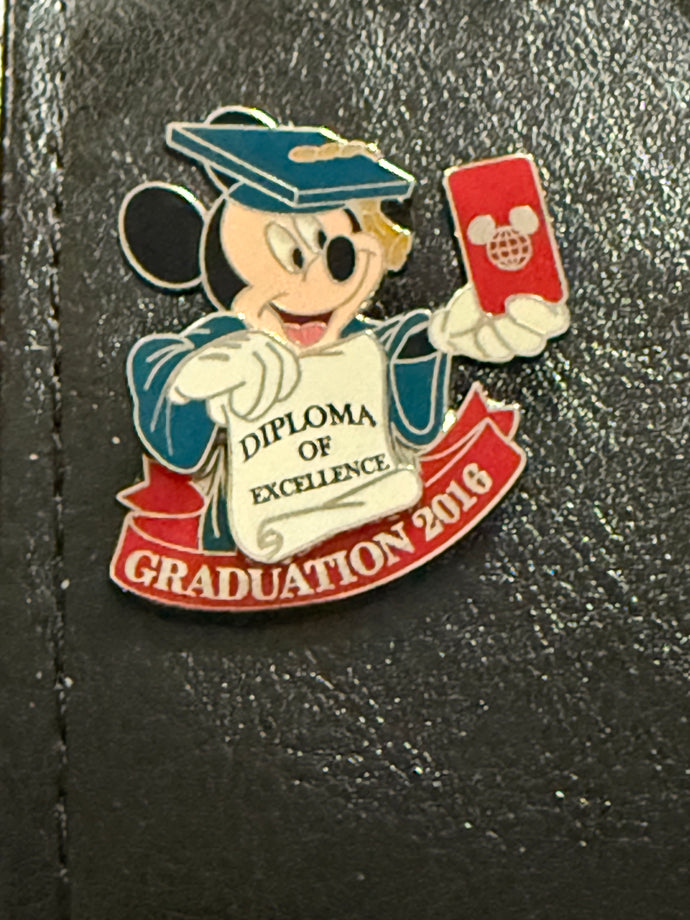 DIPLOMA
OF
EXCELLENCE
GRADUATION 2016